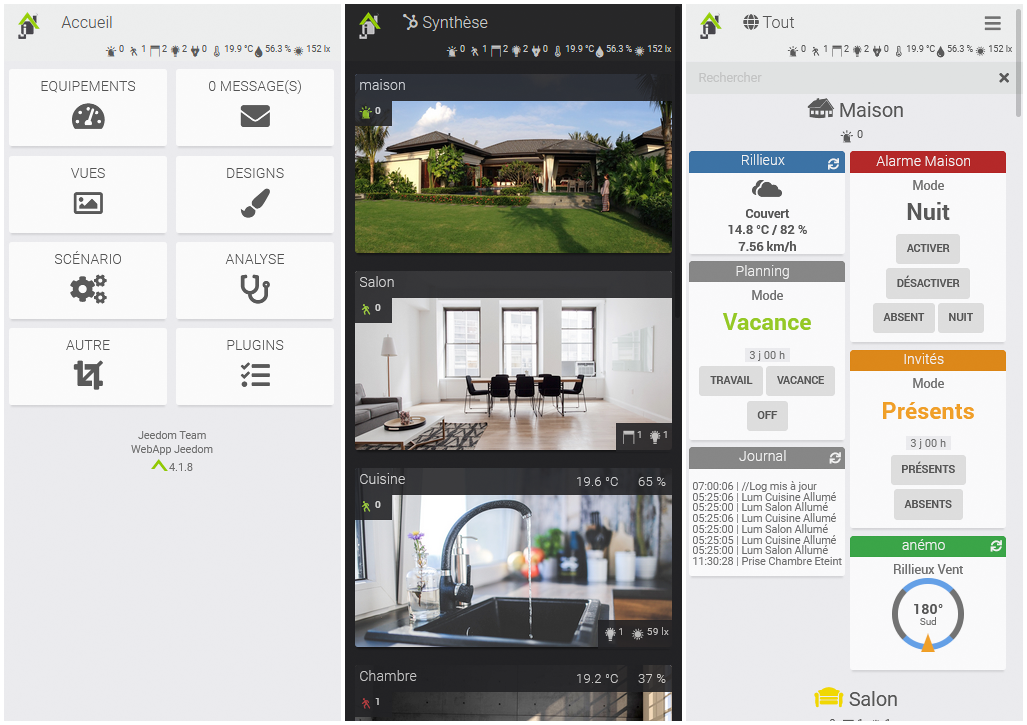 Accueil
0 1 2 2 0 19.9 °C 56.3 % 152 lx
EQUIPEMENTS
0 MESSAGE(S)
VUES
DESIGNS
SCÉNARIO
ANALYSE
AUTRE
PLUGINS
Jeedom Team
WebApp Jeedom
4.1.8
Synthèse
0 1 2 2 0 19.9 °C 56.3 % 152 lx
maison
0
Salon
0
1 1
Cuisine 19.6 °C 65 %
0
1 59 lx
Chambre 19.2 °C 37 %
1
Tout
0 1 2 2 0 19.9 °C 56.3 % 152 lx
Rechercher
Maison
0
Rillieux
Couvert
14.8 °C / 82 %
7.56 km/h
Planning
Mode
Vacance
3 j 00 h
TRAVAIL VACANCE
OFF
Journal
07:00:06 | //Log mis à jour
05:25:06 | Lum Cuisine Allumé
05:25:00 | Lum Salon Allumé
05:25:06 | Lum Cuisine Allumé
05:25:00 | Lum Salon Allumé
05:25:05 | Lum Cuisine Allumé
05:25:00 | Lum Salon Allumé
11:30:28 | Prise Chambre Eteint
Alarme Maison
Mode
Nuit
ACTIVER
DÉSACTIVER
ABSENT NUIT
Invités
Mode
Présents
3 j 00 h
PRÉSENTS
ABSENTS
anémo
Rillieux Vent
180°
Sud
Salon